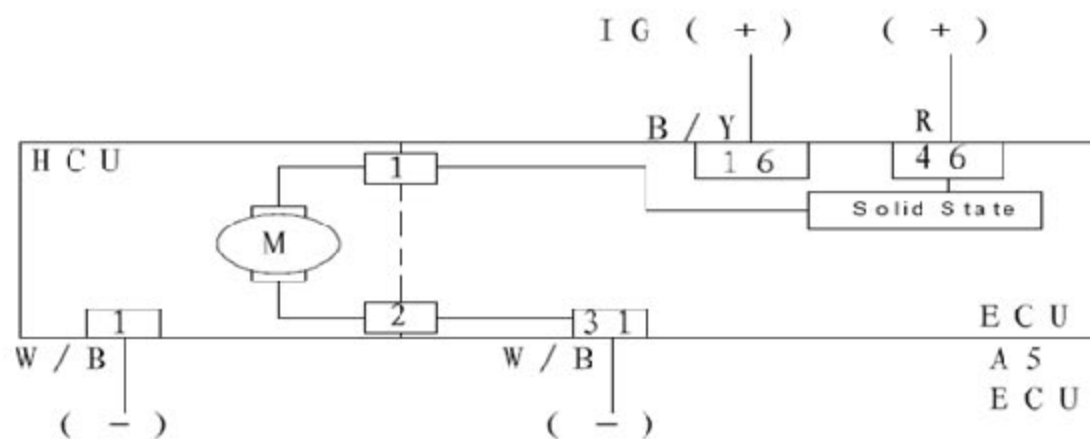 IG ( + ) ( + )
B / Y R
HCU 1 16 46
Solid State
M
1 2 31 ECU
W / B W / B A5
ECU
( - ) ( - )